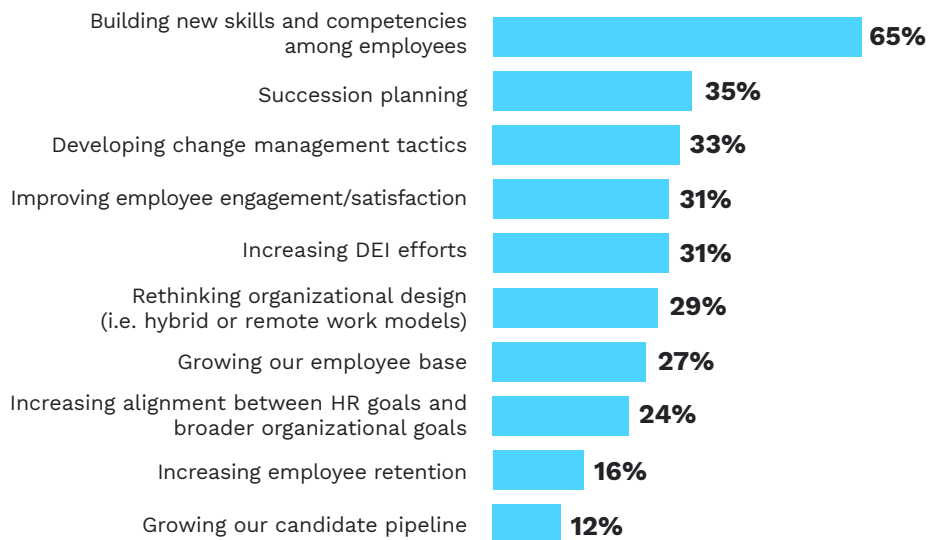 Building new skills and competencies
among employees
65%
Succession planning
35%
Developing change management tactics
33%
Improving employee engagement/satisfaction
31%
Increasing DEI efforts
31%
Rethinking organizational design
(i.e. hybrid or remote work models)
29%
Growing our employee base
27%
Increasing alignment between HR goals and
broader organizational goals
24%
Increasing employee retention
16%
Growing our candidate pipeline
12%